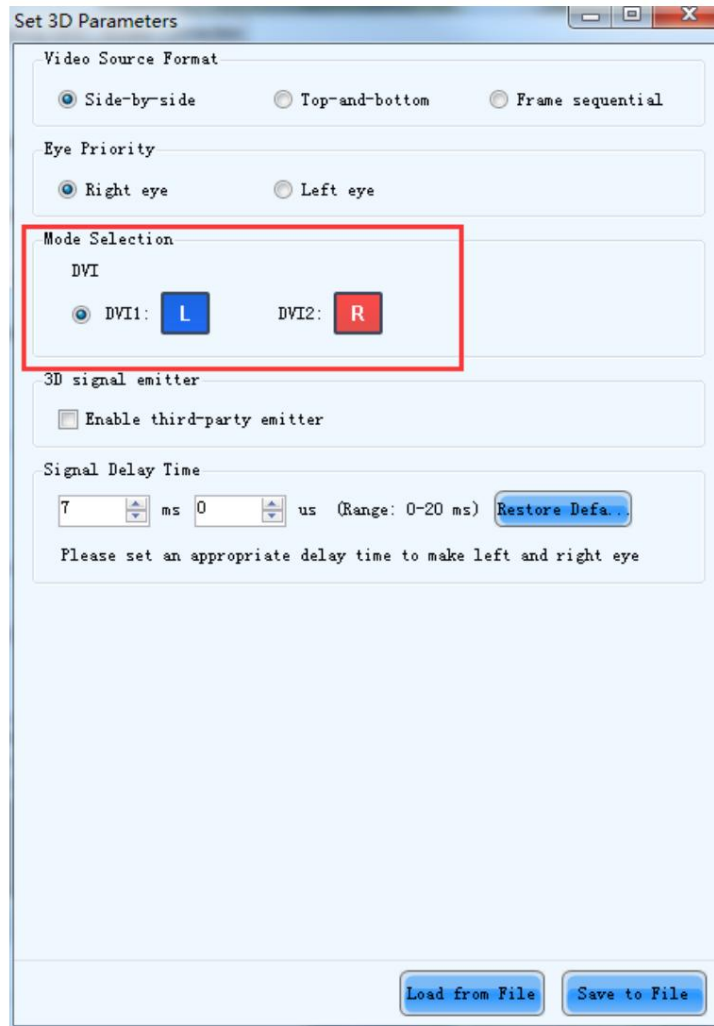 Set 3D Parameters
Video Source Format
Side-by-side Top-and-bottom Frame sequential
Eye Priority
Right eye Left eye
Mode Selection
DVI
DVI1: L DVI2: R
3D signal emitter
Enable third-party emitter
Signal Delay Time
7 ms 0 us (Range: 0-20 ms) Restore Defa...
Please set an appropriate delay time to make left and right eye
Load from File Save to File